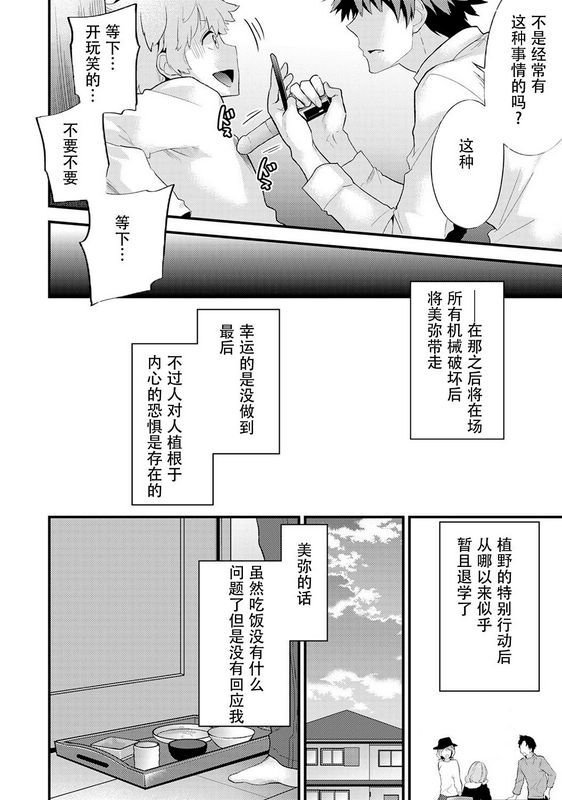 不是经常有
这种事情的吗？
这种
等下…
开玩笑的…
ドギ
ドギ
不要不要
等下…
——在那之后将在场
所有机械破坏后
将美弥带走
幸运的是没做到
最后
不过人对人植根于
内心的恐惧是存在的
植野的特别行动后
从哪以来似乎
暂且退学了
美弥的话
虽然吃饭没有什么
问题了但是没有回应我